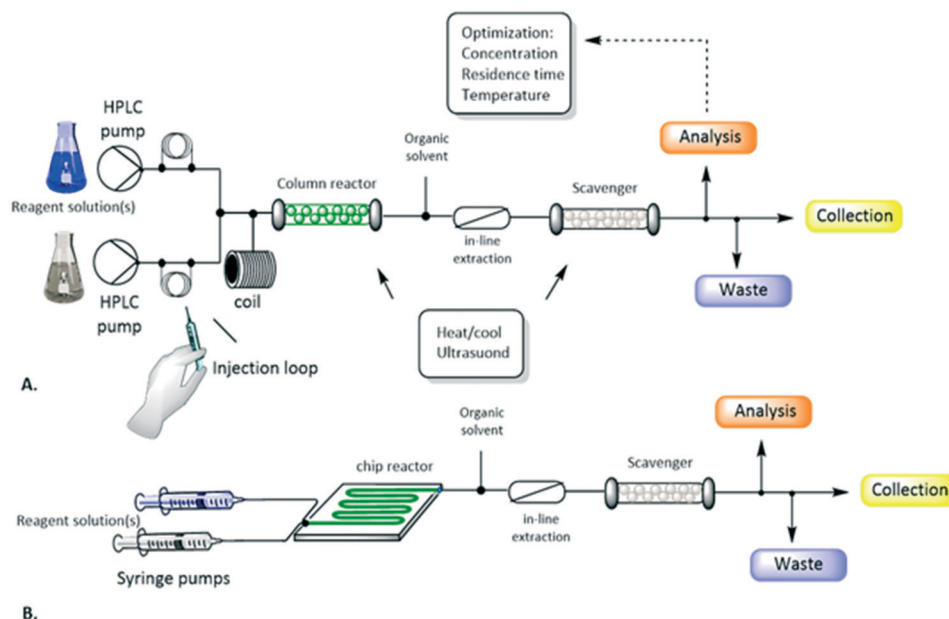 Optimization:
Concentration
Residence time
Temperature
HPLC
pump
Organic
solvent
Analysis
Column reactor
Scavenger
Reagent solution(s)
Collection
in-line
extraction
HPLC
pump
coil
Waste
Heat/cool
Ultrasuond
Injection loop
A.
Organic
solvent
Analysis
chip reactor
Scavenger
Reagent solution(s)
Collection
in-line
extraction
Syringe pumps
Waste
B.